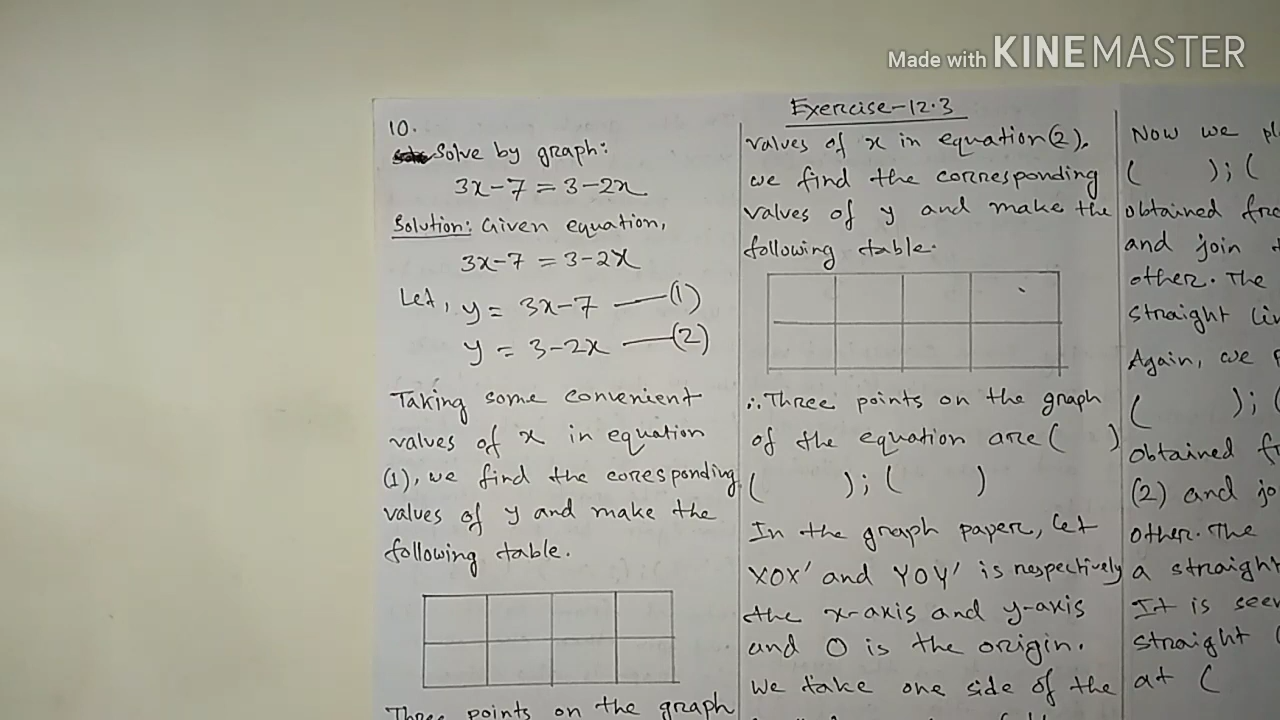 Made with KINEMASTER
Exercise-12.3
10.
Solve by graph:
3x-7=3-2x
Solution: Given equation,
3x-7=3-2x
Let, y= 3x-7 —(1)
y = 3-2x —(2)
Taking some convenient
values of x in equation
(1), we find the coresponding
values of y and make the
following table.
Three points on the graph
values of x in equation(2).
we find the corresponding
values of y and make the
following table.
∴Three points on the graph
of the equation are ( )
( ); ( )
In the graph paper, let
XOX' and YOY' is respectively
the x-axis and y-axis
and O is the origin.
We take one side of the
Now we
( ); (
obtained
and join
other. The
straight
Again, we
( ); (
obtained
(2) and
other. The
a straight
It is
straight
at (